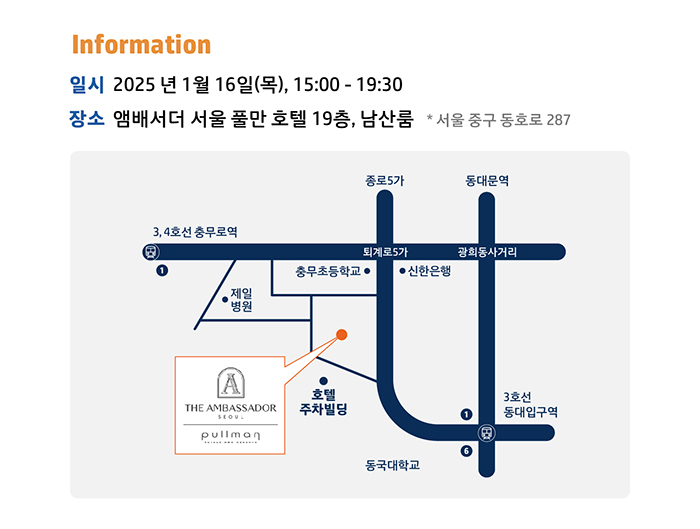 Information
일시 2025 년 1월 16일(목), 15:00 - 19:30
장소 앰배서더 서울 풀만 호텔 19층, 남산룸 * 서울 중구 동호로 287
종로5가
동대문역
3, 4호선 충무로역
퇴계로5가
광희동사거리
1
충무초등학교
신한은행
제일
병원
A
THE AMBASSADOR
SEOUL.
pullman
호텔
주차빌딩
3호선
동대입구역
1
6
동국대학교